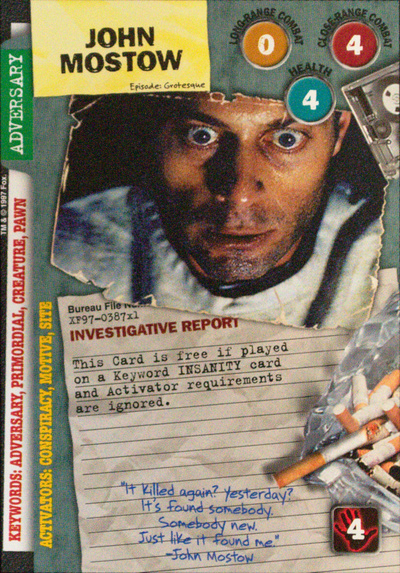 JOHN
MOSTOW
Episode: Grotesque
LONG-RANGE COMBAT
0
CLOSE-RANGE COMBAT
4
HEALTH
4
ADVERSARY
TM & © 1997 Fox.
KEYWORDS: ADVERSARY, PRIMORDIAL, CREATURE, PAWN
ACTIVATORS: CONSPIRACY, MOTIVE, SITE
Bureau File
XF97-0387x1
INVESTIGATIVE REPORT
This Card is free if played
on a Keyword INSANITY card
and Activator requirements
are ignored.
"It killed again? Yesterday?
It's found somebody.
Somebody new.
Just like it found me."
-John Mostow
4